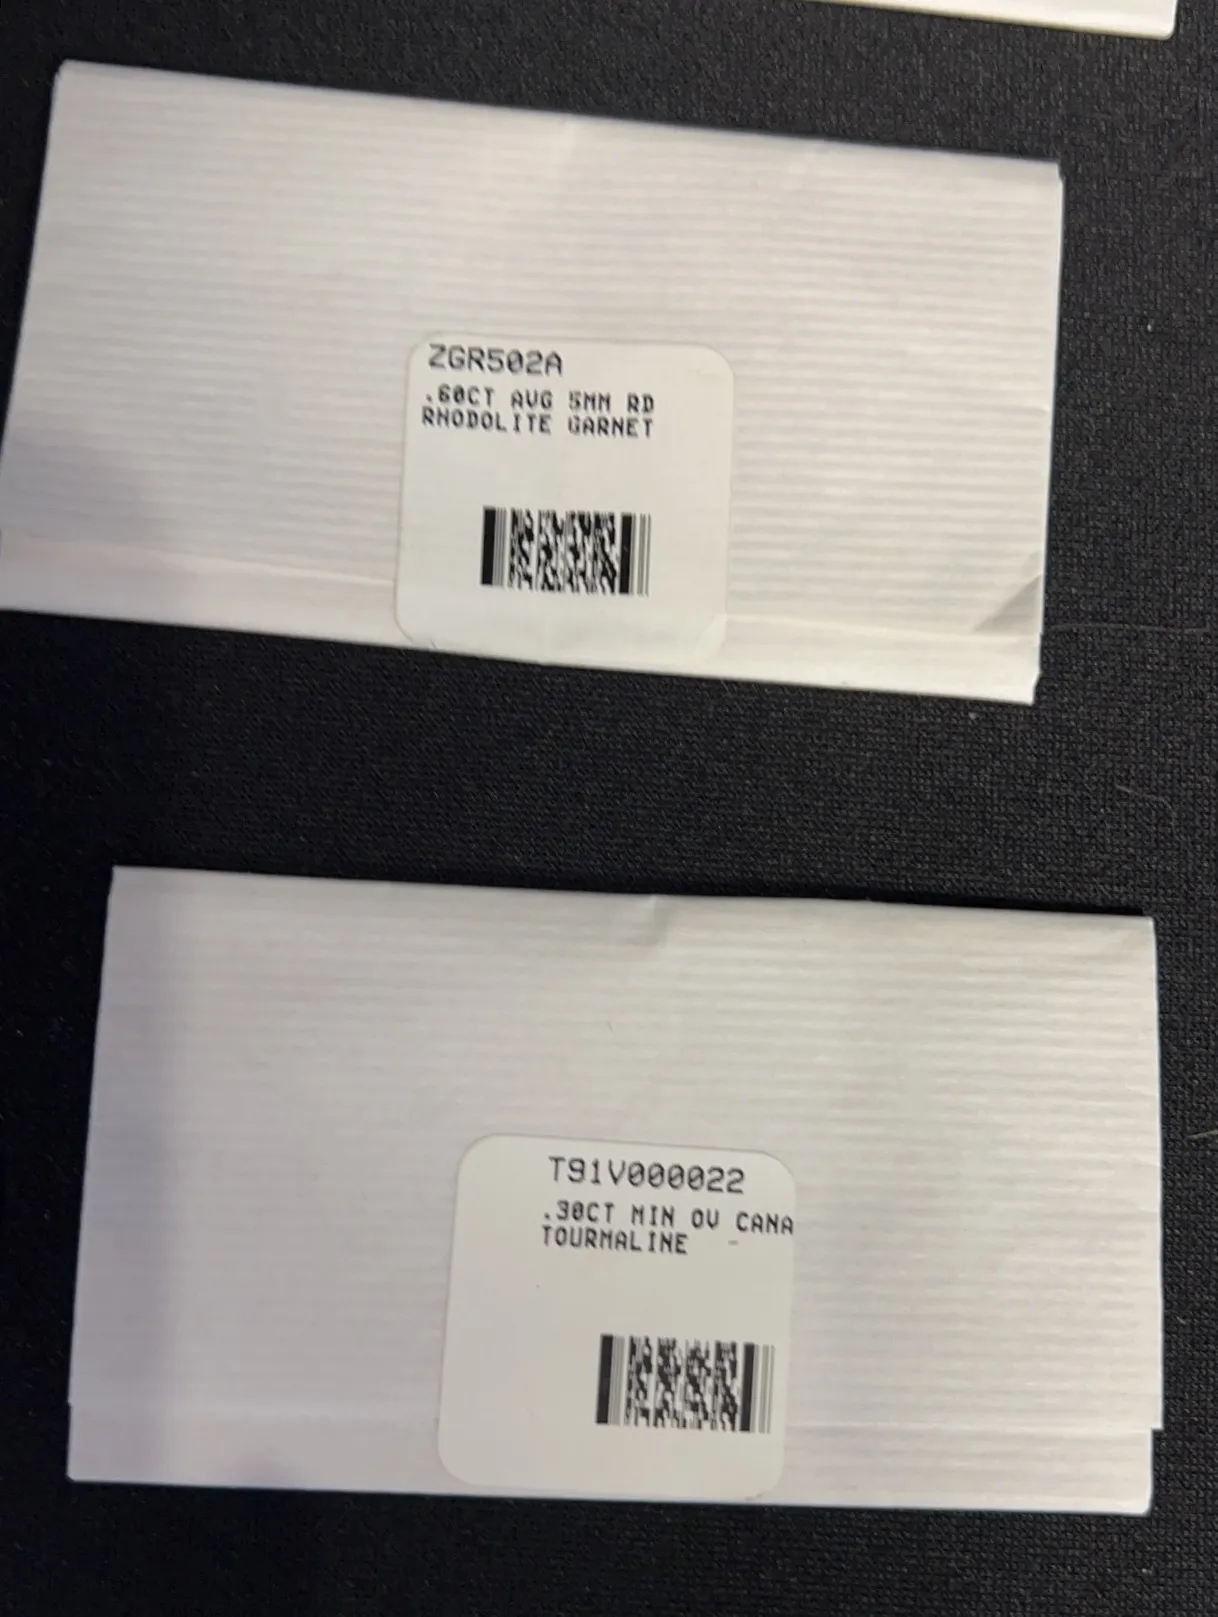 ZGR502A
.60CT AVG 5MM RD
RHODOLITE GARNET
T91V000022
.30CT MIN OV CANA
TOURMALINE